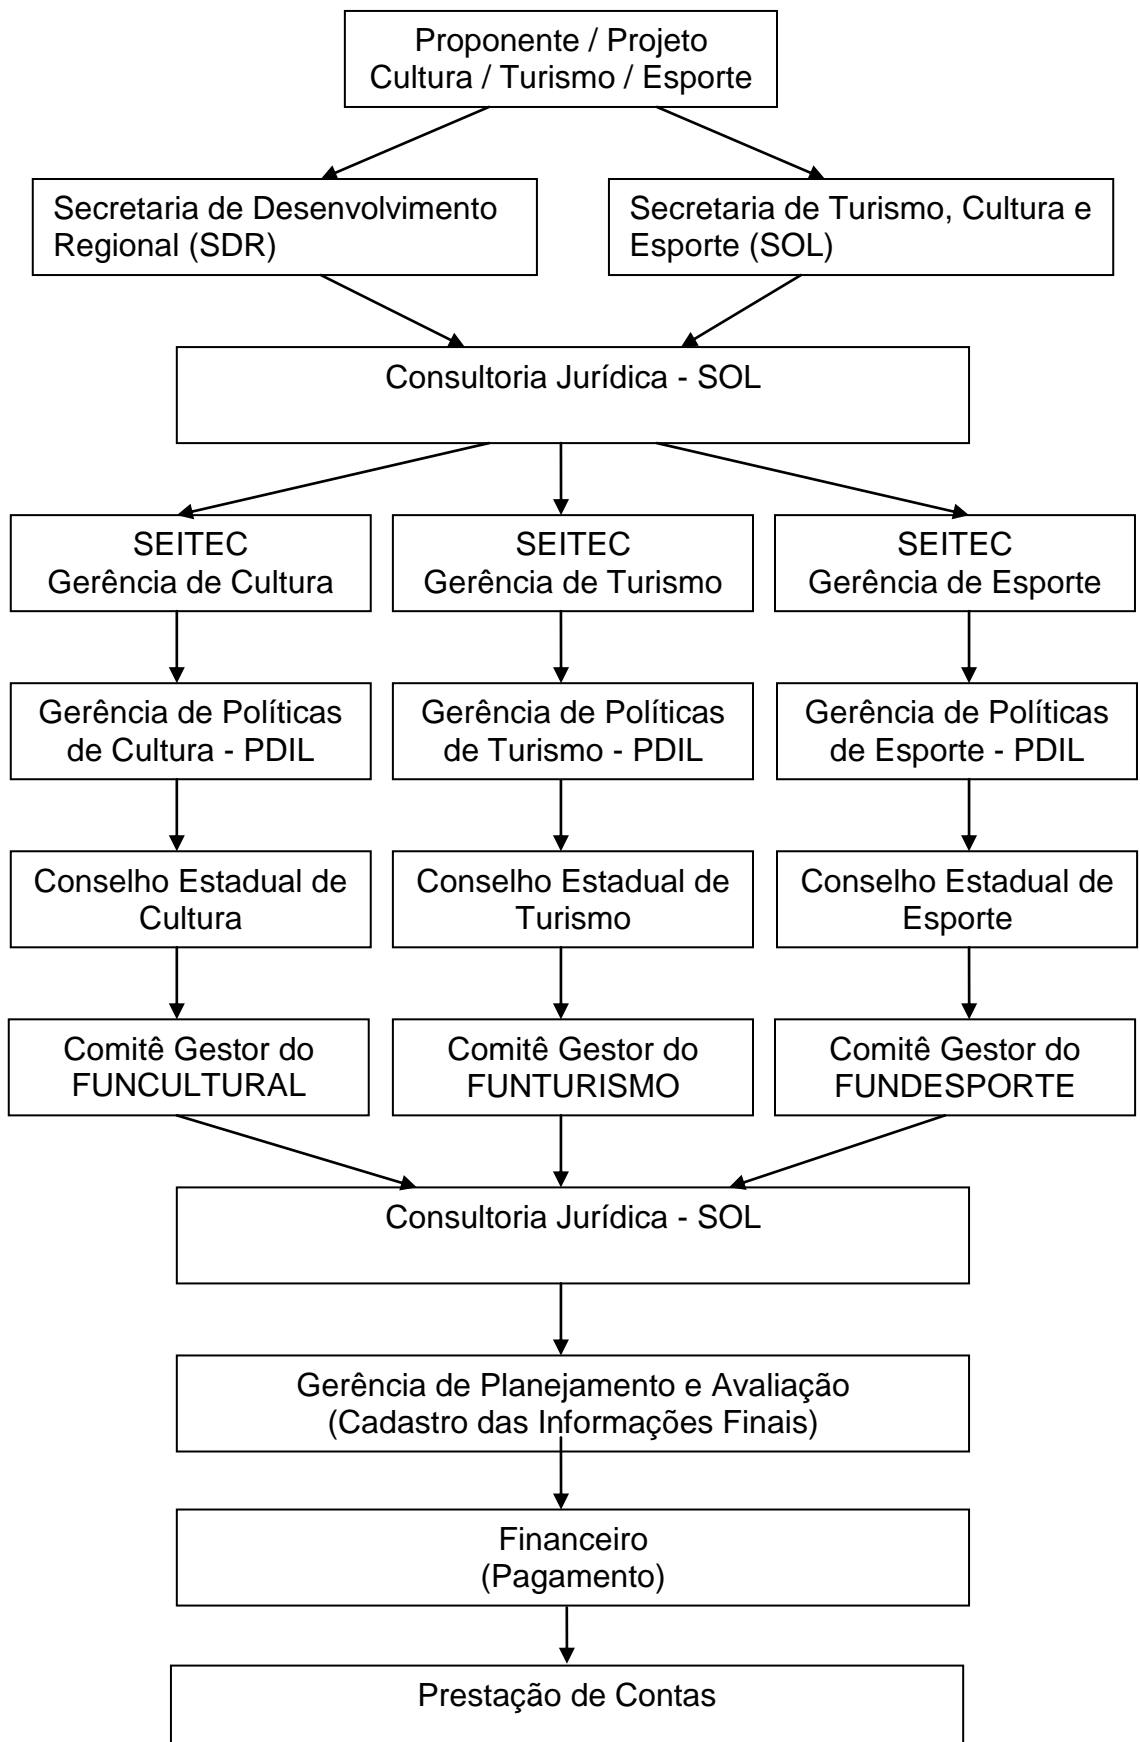 Proponente / Projeto
Cultura / Turismo / Esporte
Secretaria de Desenvolvimento
Regional (SDR)
Secretaria de Turismo, Cultura e
Esporte (SOL)
Consultoria Jurídica - SOL
SEITEC
Gerência de Cultura
SEITEC
Gerência de Turismo
SEITEC
Gerência de Esporte
Gerência de Políticas
de Cultura - PDIL
Gerência de Políticas
de Turismo - PDIL
Gerência de Políticas
de Esporte - PDIL
Conselho Estadual de
Cultura
Conselho Estadual de
Turismo
Conselho Estadual de
Esporte
Comitê Gestor do
FUNCULTURAL
Comitê Gestor do
FUNTURISMO
Comitê Gestor do
FUNDESPORTE
Consultoria Jurídica - SOL
Gerência de Planejamento e Avaliação
(Cadastro das Informações Finais)
Financeiro
(Pagamento)
Prestação de Contas